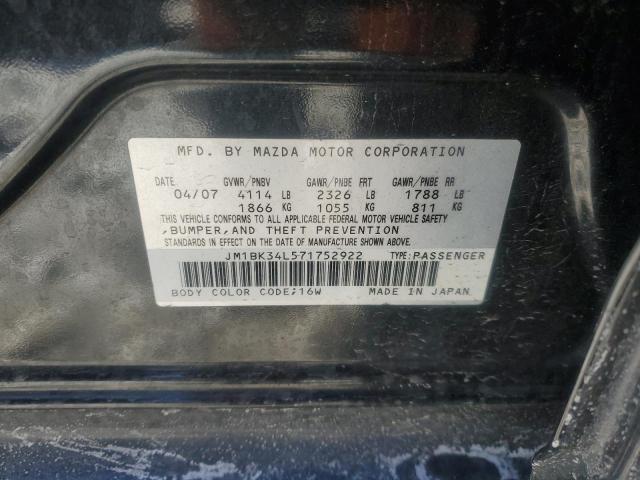 MFD. BY MAZDA MOTOR CORPORATION
DATE GVWR/PNBV GAWR/PNBE FRT GAWR/PNBE RR
04/07 4114 LB 2326 LB 1788 LB
1866 KG 1055 KG 811 KG
THIS VEHICLE CONFORMS TO ALL APPLICABLE FEDERAL MOTOR VEHICLE SAFETY
,BUMPER,AND THEFT PREVENTION
STANDARDS IN EFFECT ON THE DATE OF MANUFACTURE SHOWN ABOVE.
JM1BK34L571752922 TYPE:PASSENGER
BODY COLOR CODE:16W MADE IN JAPAN